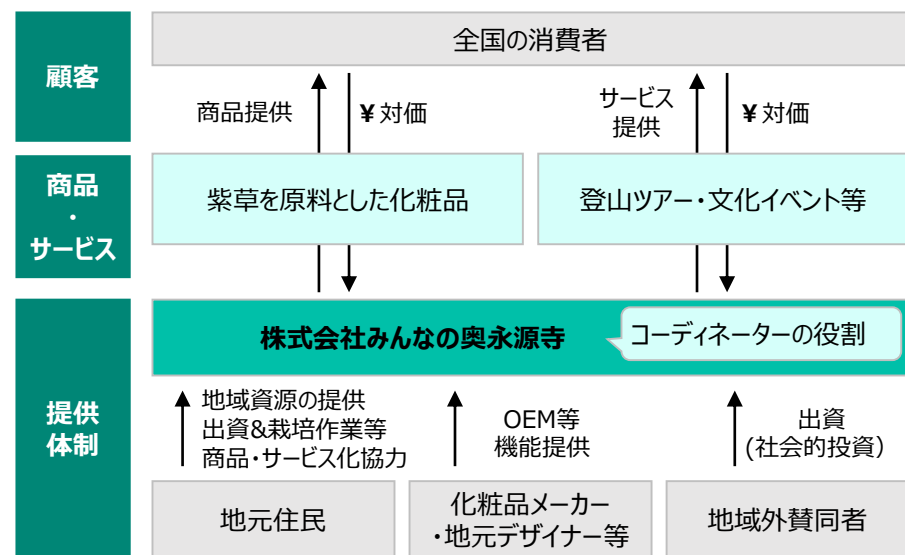 顧客
全国の消費者
商品提供
¥ 対価
サービス
提供
¥ 対価
商品
・
サービス
紫草を原料とした化粧品
登山ツアー・文化イベント等
提供
体制
株式会社みんなの奥永源寺
コーディネーターの役割
地域資源の提供
出資&栽培作業等
商品・サービス化協力
OEM等
機能提供
出資
(社会的投資)
地元住民
化粧品メーカー
・地元デザイナー等
地域外賛同者